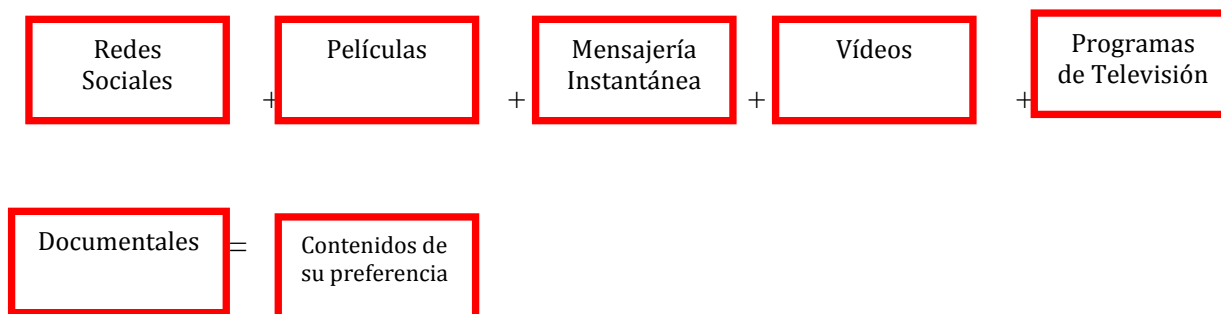 Redes
Sociales
+
Películas
+
Mensajería
Instantánea
+
Vídeos
+
Programas
de Televisión
Documentales
=
Contenidos de
su preferencia